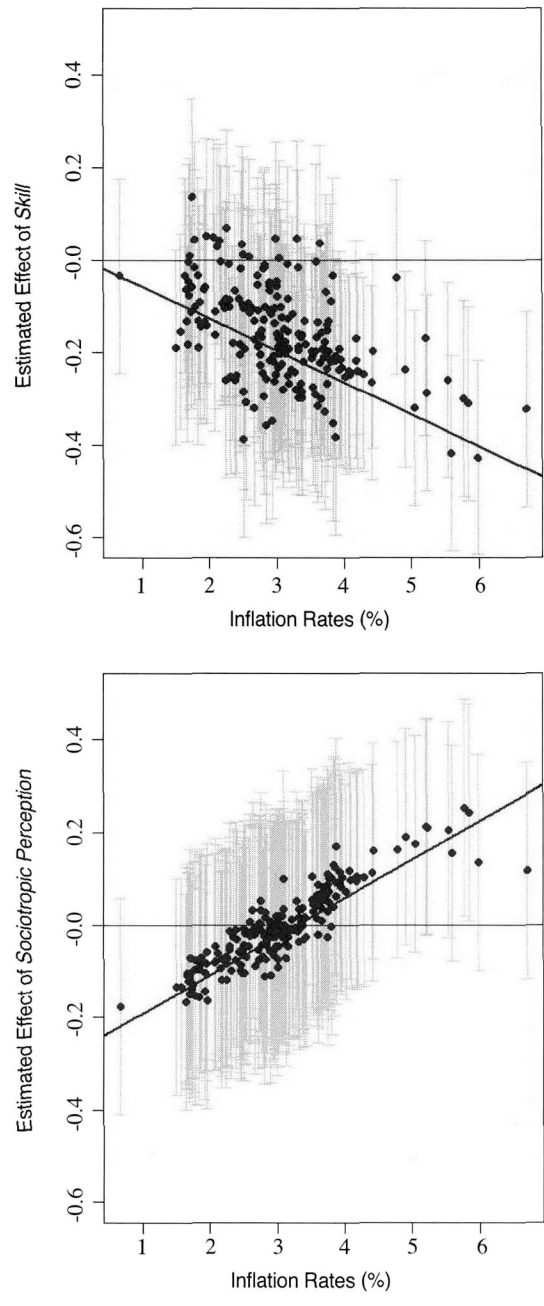 Estimated Effect of Skill
0.4
0.2
-0.0
-0.2
-0.4
-0.6
1 2 3 4 5 6
Inflation Rates (%)
Estimated Effect of Sociotropic Perception
0.4
0.2
-0.0
-0.2
-0.4
-0.6
1 2 3 4 5 6
Inflation Rates (%)